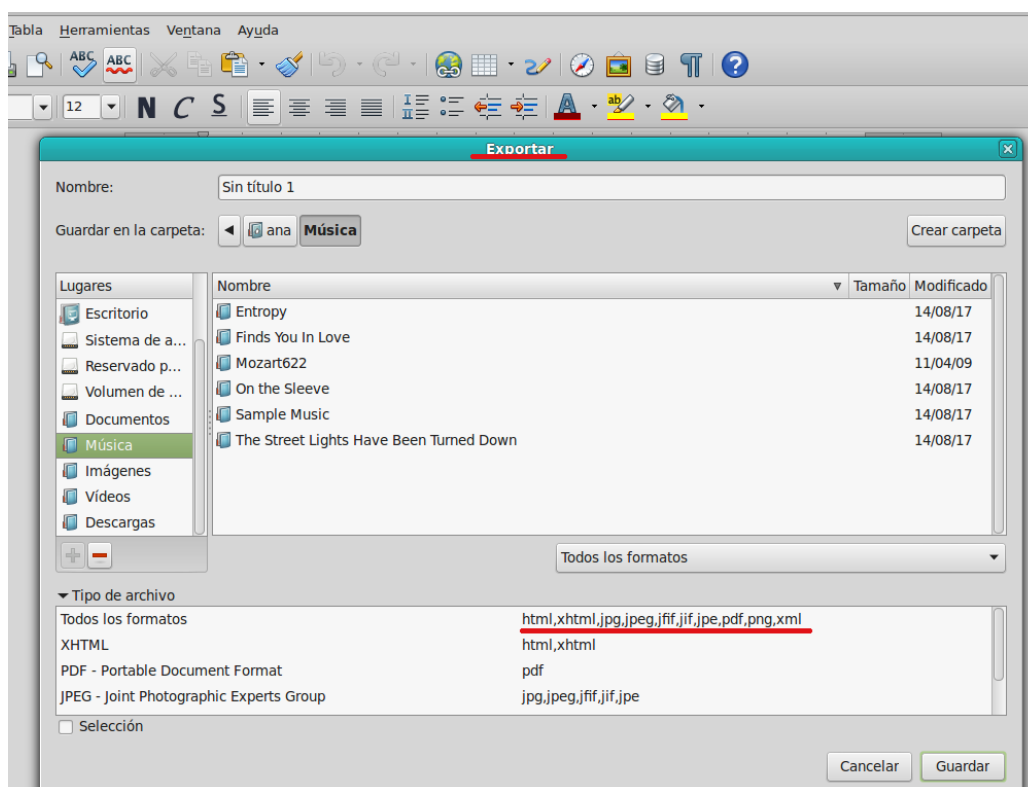 Tabla Herramientas Ventana Ayuda
ABC ABC
12 N C S
Exportar
Nombre: Sin título 1
Guardar en la carpeta: ana Música Crear carpeta
Lugares Nombre Tamaño Modificado
Escritorio Entropy 14/08/17
Sistema de a... Finds You In Love 14/08/17
Reservado p... Mozart622 11/04/09
Volumen de ... On the Sleeve 14/08/17
Documentos Sample Music 14/08/17
Música The Street Lights Have Been Turned Down 14/08/17
Imágenes
Vídeos
Descargas
Todos los formatos
Tipo de archivo
Todos los formatos html,xhtml,jpg,jpeg,jfif,jif,jpe,pdf,png,xml
XHTML html,xhtml
PDF - Portable Document Format pdf
JPEG - Joint Photographic Experts Group jpg,jpeg,jfif,jif,jpe
Selección
Cancelar Guardar